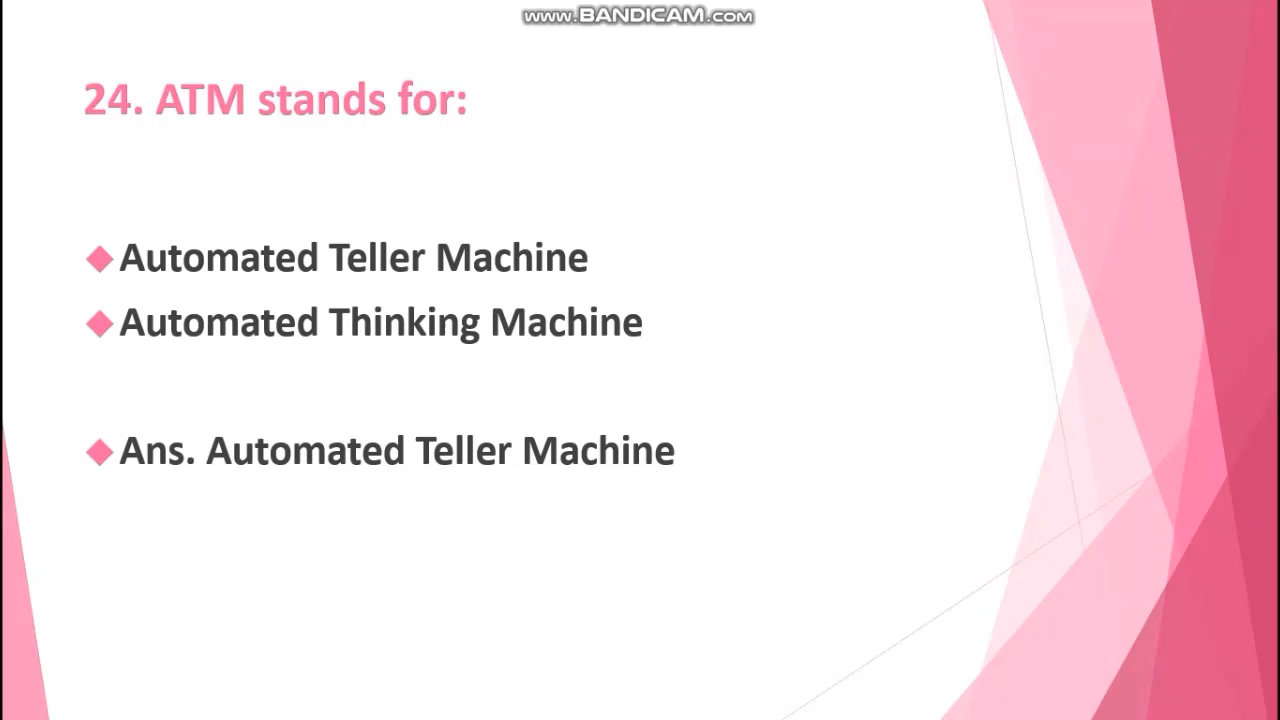 www.BANDICAM.com
24. ATM stands for:
Automated Teller Machine
Automated Thinking Machine
Ans. Automated Teller Machine